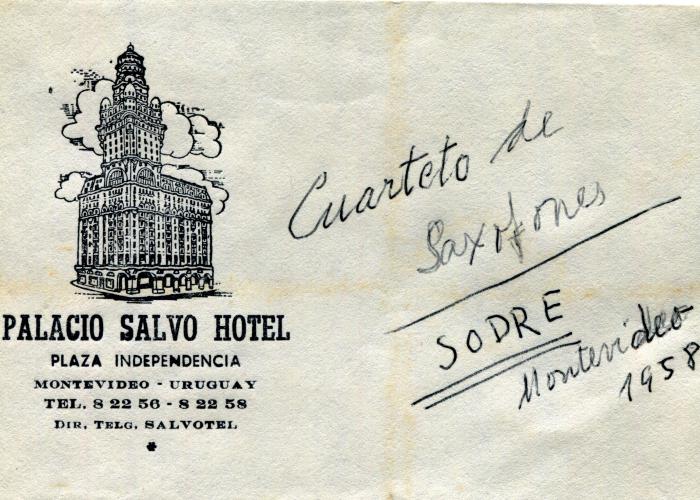 PALACIO SALVO HOTEL
PLAZA INDEPENDENCIA
MONTEVIDEO - URUGUAY
TEL. 8 22 56 - 8 22 58
DIR. TELG. SALVOTEL
*
Cuarteto de
Saxofones
SODRE
Montevideo
1958